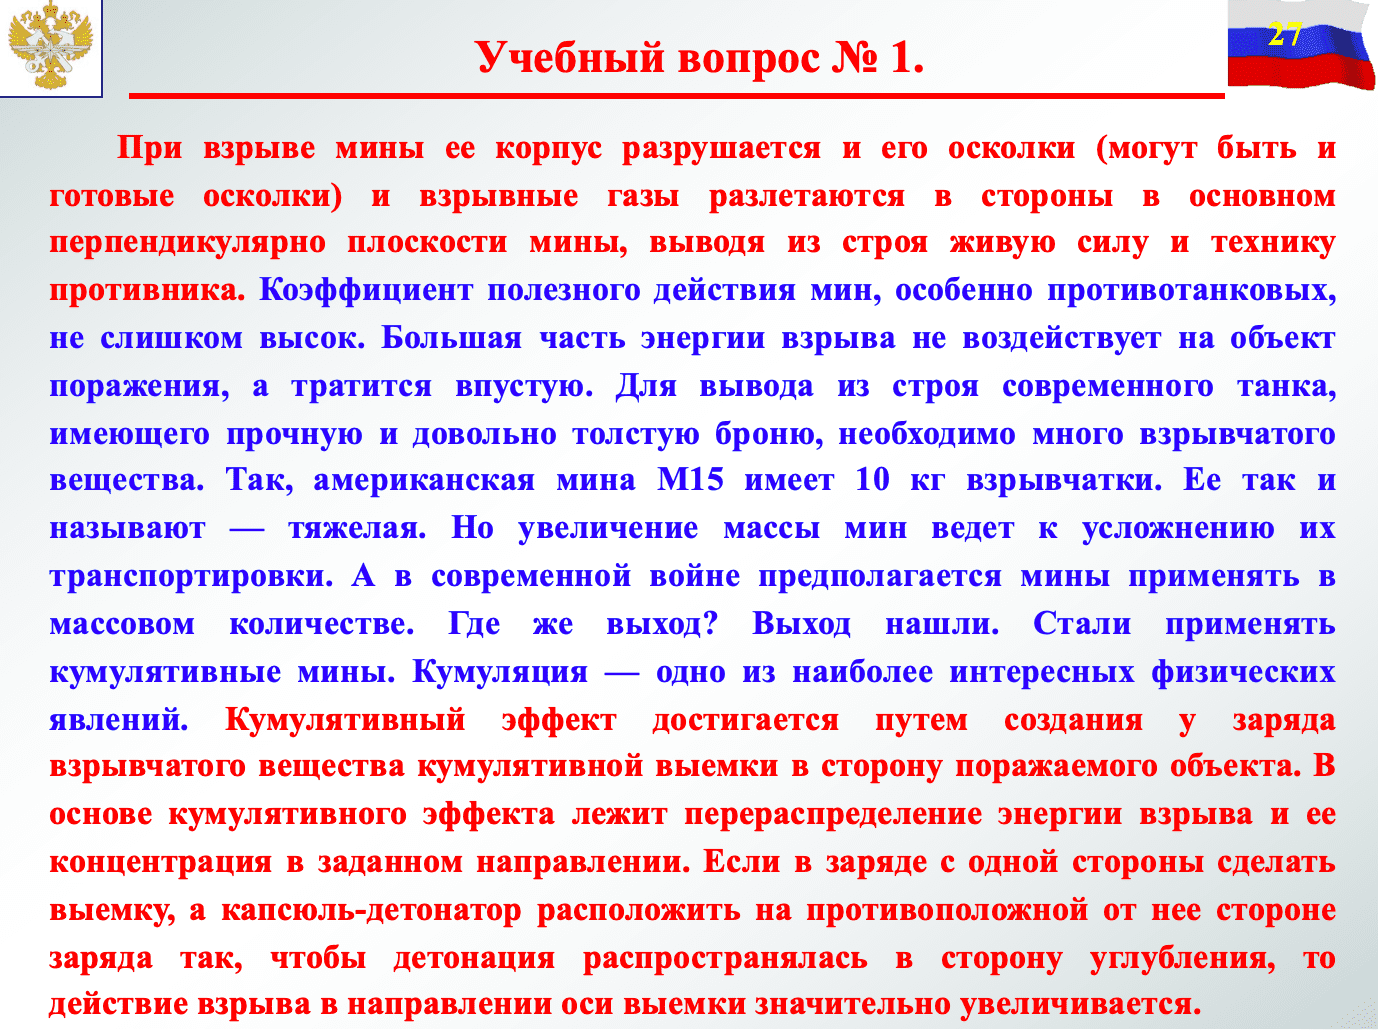 27
Учебный вопрос № 1.
При взрыве мины ее корпус разрушается и его осколки (могут быть и
готовые осколки) и взрывные газы разлетаются в стороны в основном
перпендикулярно плоскости мины, выводя из строя живую силу и технику
противника. Коэффициент полезного действия мин, особенно противотанковых,
не слишком высок. Большая часть энергии взрыва не воздействует на объект
поражения, а тратится впустую. Для вывода из строя современного танка,
имеющего прочную и довольно толстую броню, необходимо много взрывчатого
вещества. Так, американская мина М15 имеет 10 кг взрывчатки. Ее так и
называют — тяжелая. Но увеличение массы мин ведет к усложнению их
транспортировки. А в современной войне предполагается мины применять в
массовом количестве. Где же выход? Выход нашли. Стали применять
кумулятивные мины. Кумуляция — одно из наиболее интересных физических
явлений. Кумулятивный эффект достигается путем создания у заряда
взрывчатого вещества кумулятивной выемки в сторону поражаемого объекта. В
основе кумулятивного эффекта лежит перераспределение энергии взрыва и ее
концентрация в заданном направлении. Если в заряде с одной стороны сделать
выемку, а капсюль-детонатор расположить на противоположной от нее стороне
заряда так, чтобы детонация распространялась в сторону углубления, то
действие взрыва в направлении оси выемки значительно увеличивается.